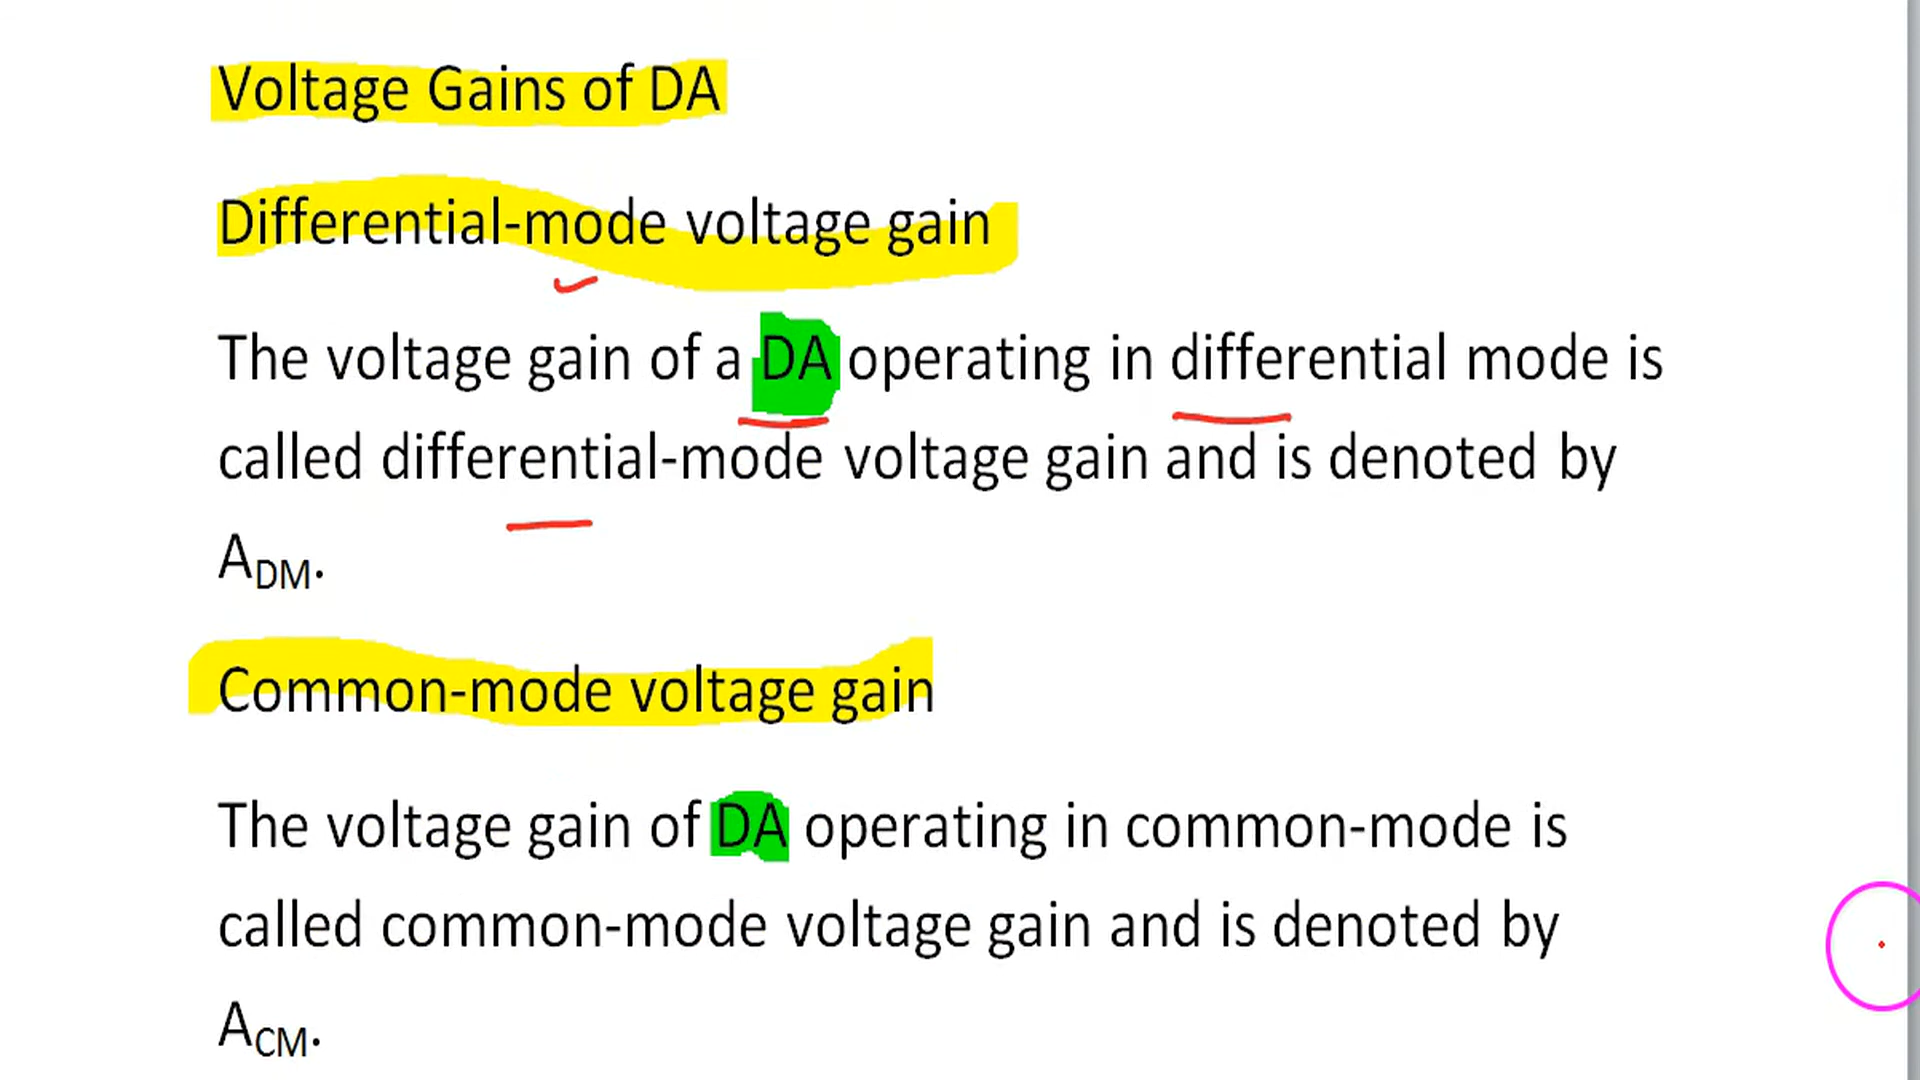 Voltage Gains of DA
Differential-mode voltage gain
The voltage gain of a DA operating in differential mode is
called differential-mode voltage gain and is denoted by
ADM.
Common-mode voltage gain
The voltage gain of DA operating in common-mode is
called common-mode voltage gain and is denoted by
ACM.